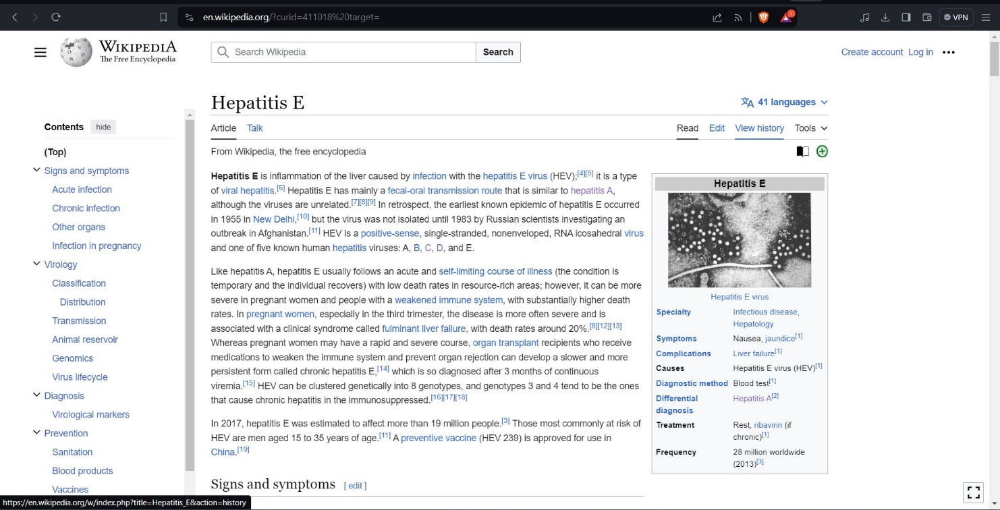 en.wikipedia.org/?curid=411018%20target=
1
VPN
WIKIPEDIA
The Free Encyclopedia
Search Wikipedia
Search
Create account Log in
Hepatitis E
41 languages
Contents hide
(Top)
Signs and symptoms
Acute infection
Chronic infection
Other organs
Infection in pregnancy
Virology
Classification
Distribution
Transmission
Animal reservoir
Genomics
Virus lifecycle
Diagnosis
Virological markers
Prevention
Sanitation
Blood products
Vaccines
Article Talk
Read Edit View history Tools
From Wikipedia, the free encyclopedia
Hepatitis E is inflammation of the liver caused by infection with the hepatitis E virus (HEV);[4][5] it is a type
of viral hepatitis.[6] Hepatitis E has mainly a fecal-oral transmission route that is similar to hepatitis A,
although the viruses are unrelated.[7][8][9] In retrospect, the earliest known epidemic of hepatitis E occurred
in 1955 in New Delhi,[10] but the virus was not isolated until 1983 by Russian scientists investigating an
outbreak in Afghanistan.[11] HEV is a positive-sense, single-stranded, nonenveloped, RNA icosahedral virus
and one of five known human hepatitis viruses: A, B, C, D, and E.
Like hepatitis A, hepatitis E usually follows an acute and self-limiting course of illness (the condition is
temporary and the individual recovers) with low death rates in resource-rich areas; however, it can be more
severe in pregnant women and people with a weakened immune system, with substantially higher death
rates. In pregnant women, especially in the third trimester, the disease is more often severe and is
associated with a clinical syndrome called fulminant liver failure, with death rates around 20%.[8][12][13]
Whereas pregnant women may have a rapid and severe course, organ transplant recipients who receive
medications to weaken the immune system and prevent organ rejection can develop a slower and more
persistent form called chronic hepatitis E,[14] which is so diagnosed after 3 months of continuous
viremia.[15] HEV can be clustered genetically into 8 genotypes, and genotypes 3 and 4 tend to be the ones
that cause chronic hepatitis in the immunosuppressed.[16][17][18]
In 2017, hepatitis E was estimated to affect more than 19 million people.[3] Those most commonly at risk of
HEV are men aged 15 to 35 years of age.[11] A preventive vaccine (HEV 239) is approved for use in
China.[19]
Signs and symptoms [ edit ]
Hepatitis E
Hepatitis E virus
Specialty Infectious disease,
Hepatology
Symptoms Nausea, jaundice[1]
Complications Liver failure[1]
Causes Hepatitis E virus (HEV)[1]
Diagnostic method Blood test[1]
Differential Hepatitis A[2]
diagnosis
Treatment Rest, ribavirin (if
chronic)[1]
Frequency 28 million worldwide
(2013)[3]
https://en.wikipedia.org/w/index.php?title=Hepatitis_E&action=history